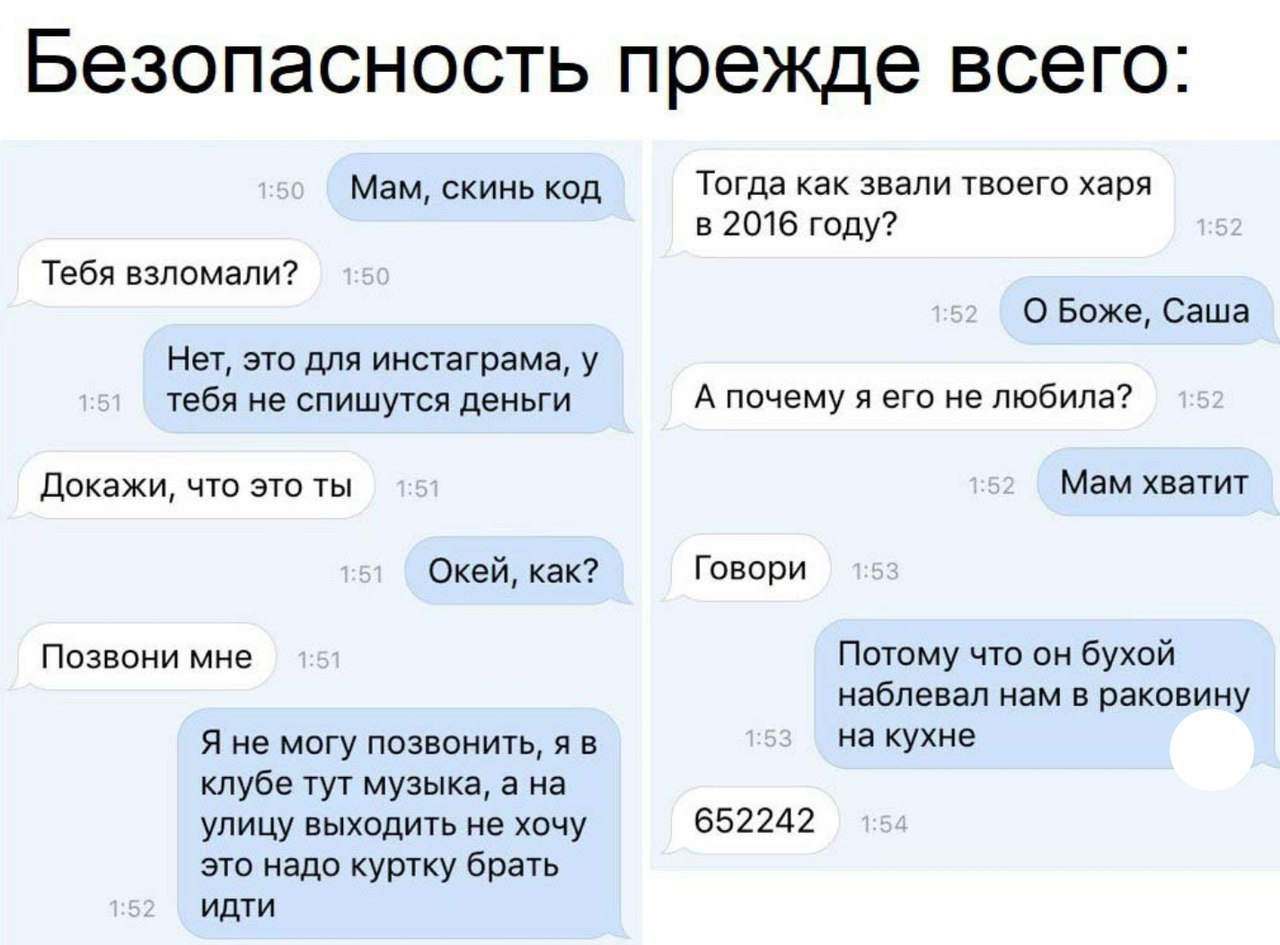 Безопасность прежде всего:
1:50 Мам, скинь код
Тебя взломали? 1:50
Нет, это для инстаграма, у
1:51 тебя не спишутся деньги
Докажи, что это ты 1:51
1:51 Окей, как?
Позвони мне 1:51
Я не могу позвонить, я в
клубе тут музыка, а на
улицу выходить не хочу
это надо куртку брать
1:52 идти
Тогда как звали твоего харя
в 2016 году? 1:52
1:52 О Боже, Саша
А почему я его не любила? 1:52
1:52 Мам хватит
Говори 1:53
Потому что он бухой
наблевал нам в раковину
1:53 на кухне
652242 1:54